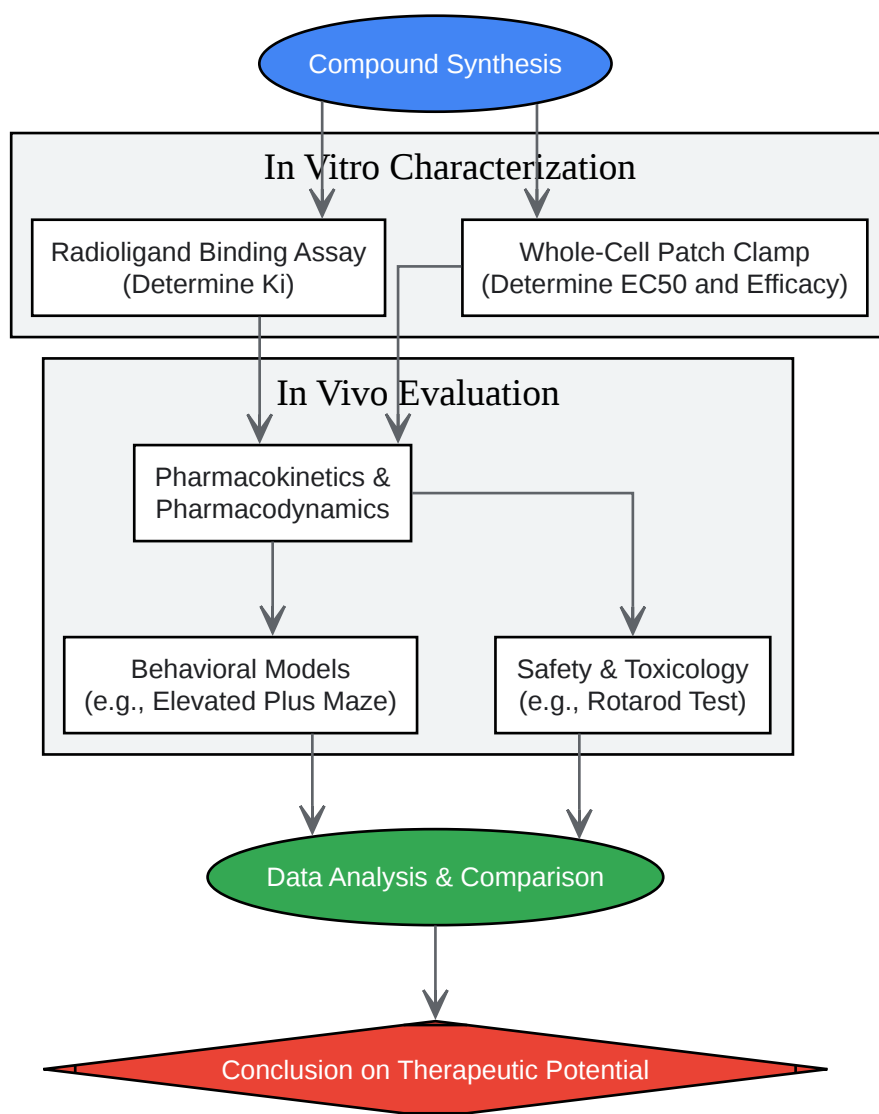 Compound Synthesis
In Vitro Characterization
Radioligand Binding Assay
(Determine Ki)
Whole-Cell Patch Clamp
(Determine EC50 and Efficacy)
In Vivo Evaluation
Pharmacokinetics &
Pharmacodynamics
Behavioral Models
(e.g., Elevated Plus Maze)
Safety & Toxicology
(e.g., Rotarod Test)
Data Analysis & Comparison
Conclusion on Therapeutic Potential